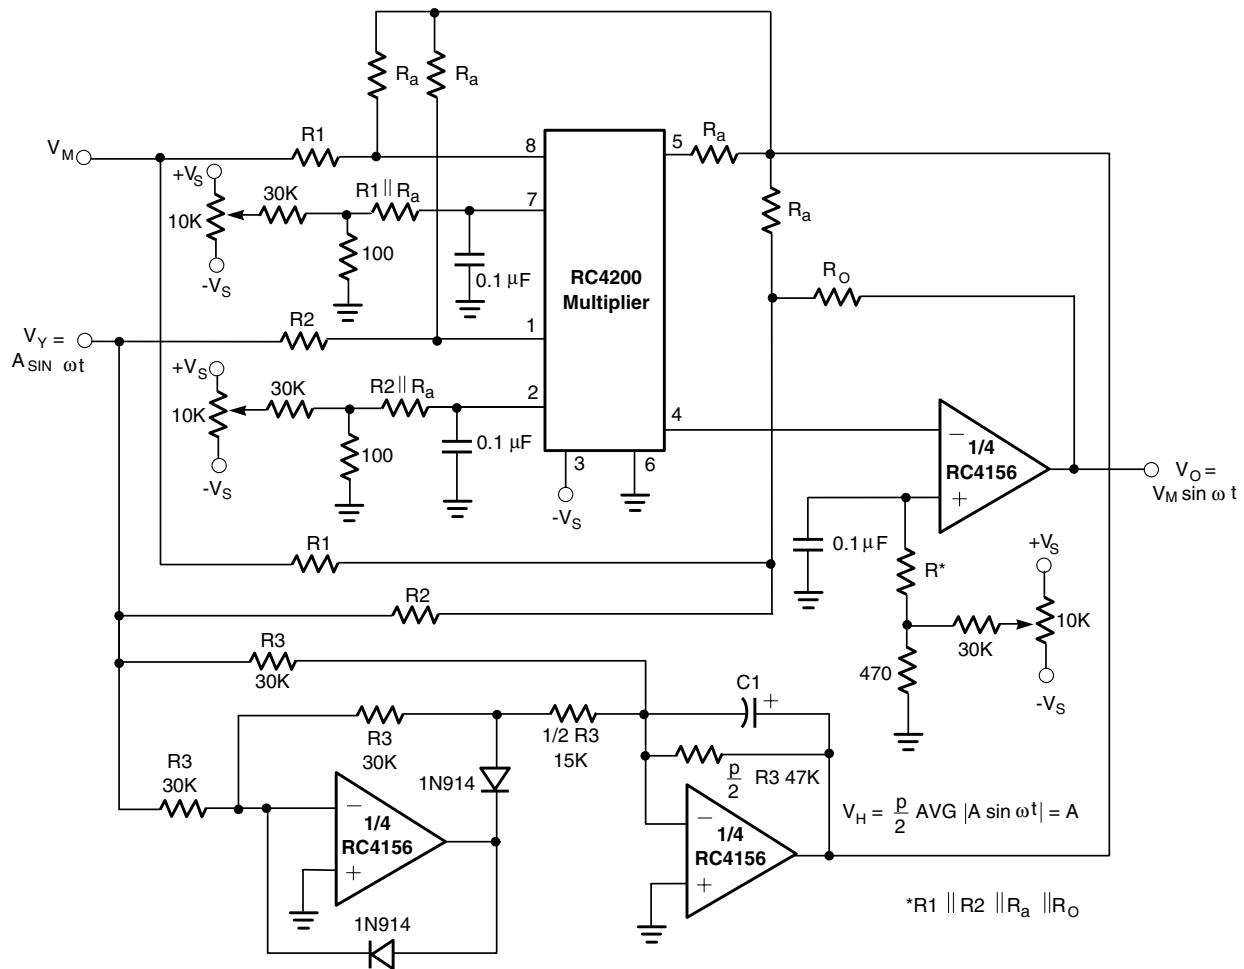 Ra
Ra
VM
R1
8
5
Ra
+VS
10K
-VS
30K
R1 || Ra
7
100
0.1 µF
RC4200
Multiplier
Ra
RO
VY =
A SIN ωt
R2
1
+VS
10K
-VS
30K
R2 || Ra
2
100
0.1 µF
4
3
6
-VS
−
1/4
RC4156
+
VO =
VM sin ω t
0.1 µF
R*
+VS
10K
-VS
30K
470
R1
R2
R3
30K
C1
+
R3
30K
1/2 R3
15K
R3
30K
1N914
p/2 R3 47K
−
1/4
RC4156
+
−
1/4
RC4156
+
VH = p/2 AVG |A sin ωt| = A
1N914
*R1 || R2 || Ra || RO